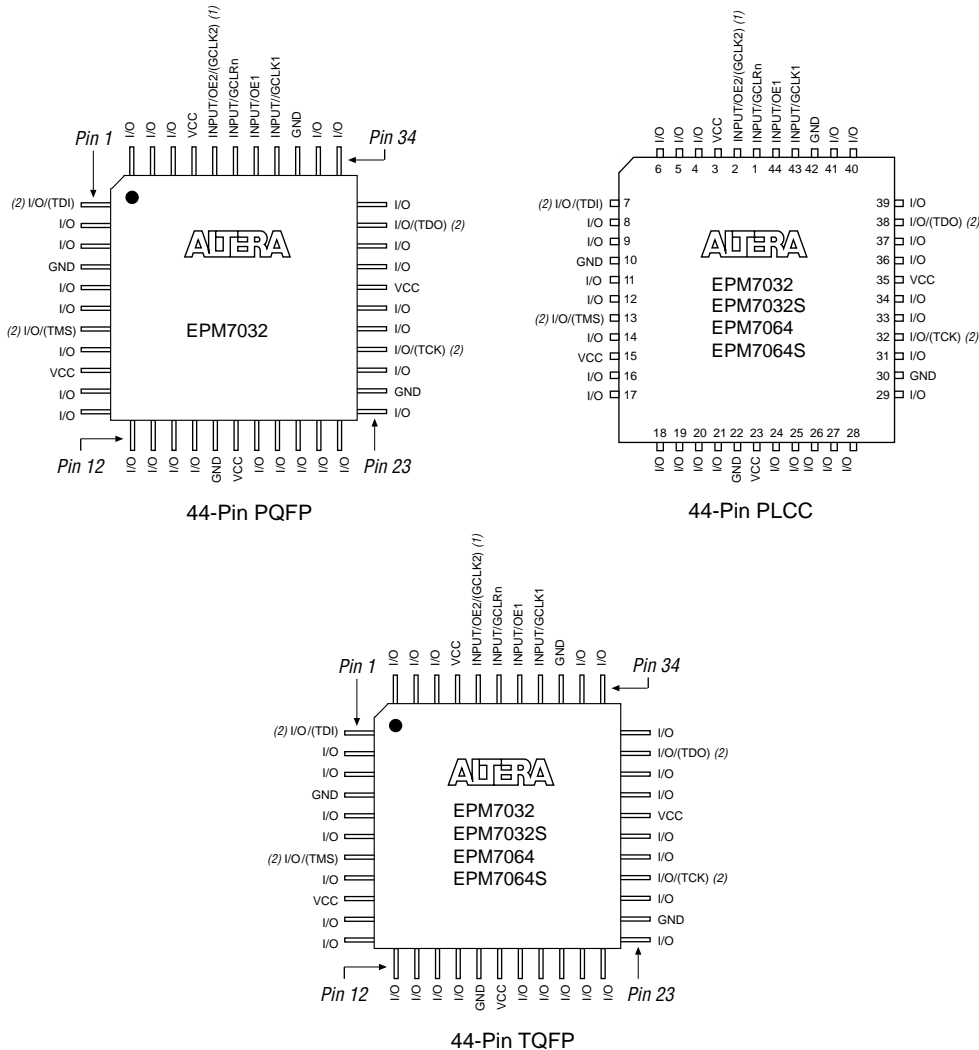 I/O
I/O
I/O
VCC
INPUT/OE2/(GCLK2) (1)
INPUT/GCLRn
INPUT/OE1
INPUT//GCLK1
GND
I/O
I/O
Pin 1
Pin 34
(2) I/O/(TDI)
I/O
I/O
GND
I/O
I/O
(2) I/O/(TMS)
I/O
VCC
I/O
I/O
ALTERA
EPM7032
I/O
I/O/(TDO) (2)
I/O
I/O
VCC
I/O
I/O
I/O/(TCK) (2)
I/O
GND
I/O
Pin 12
Pin 23
I/O
I/O
I/O
I/O
GND
VCC
I/O
I/O
I/O
I/O
I/O
44-Pin PQFP
I/O
I/O
I/O
VCC
INPUT/OE2/(GCLK2) (1)
INPUT/GCLRn
INPUT/OE1
INPUT/GCLK1
GND
I/O
I/O
6 5 4 3 2 1 44 43 42 41 40
(2) I/O/(TDI) 7
I/O 8
I/O 9
GND 10
I/O 11
I/O 12
(2) I/O/(TMS) 13
I/O 14
VCC 15
I/O 16
I/O 17
ALTERA
EPM7032
EPM7032S
EPM7064
EPM7064S
39 I/O
38 I/O/(TDO) (2)
37 I/O
36 I/O
35 VCC
34 I/O
33 I/O
32 I/O/(TCK) (2)
31 I/O
30 GND
29 I/O
18 19 20 21 22 23 24 25 26 27 28
I/O
I/O
I/O
I/O
GND
VCC
I/O
I/O
I/O
I/O
I/O
44-Pin PLCC
I/O
I/O
I/O
VCC
INPUT/OE2/(GCLK2) (1)
INPUT/GCLRn
INPUT/OE1
INPUT/GCLK1
GND
I/O
I/O
Pin 1
Pin 34
(2) I/O/(TDI)
I/O
I/O
GND
I/O
I/O
(2) I/O/(TMS)
I/O
VCC
I/O
I/O
ALTERA
EPM7032
EPM7032S
EPM7064
EPM7064S
I/O
I/O/(TDO) (2)
I/O
I/O
VCC
I/O
I/O
I/O/(TCK) (2)
I/O
GND
I/O
Pin 12
Pin 23
I/O
I/O
I/O
I/O
GND
VCC
I/O
I/O
I/O
I/O
I/O
44-Pin TQFP